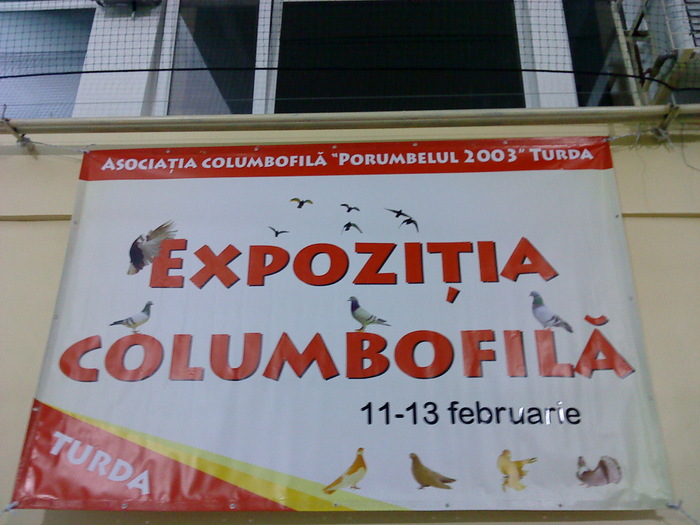 ASOCIAȚIA COLUMBOFILĂ "PORUMBELUL 2003" TURDA
EXPOZIȚIA
COLUMBOFILĂ
11-13 februarie
TURDA